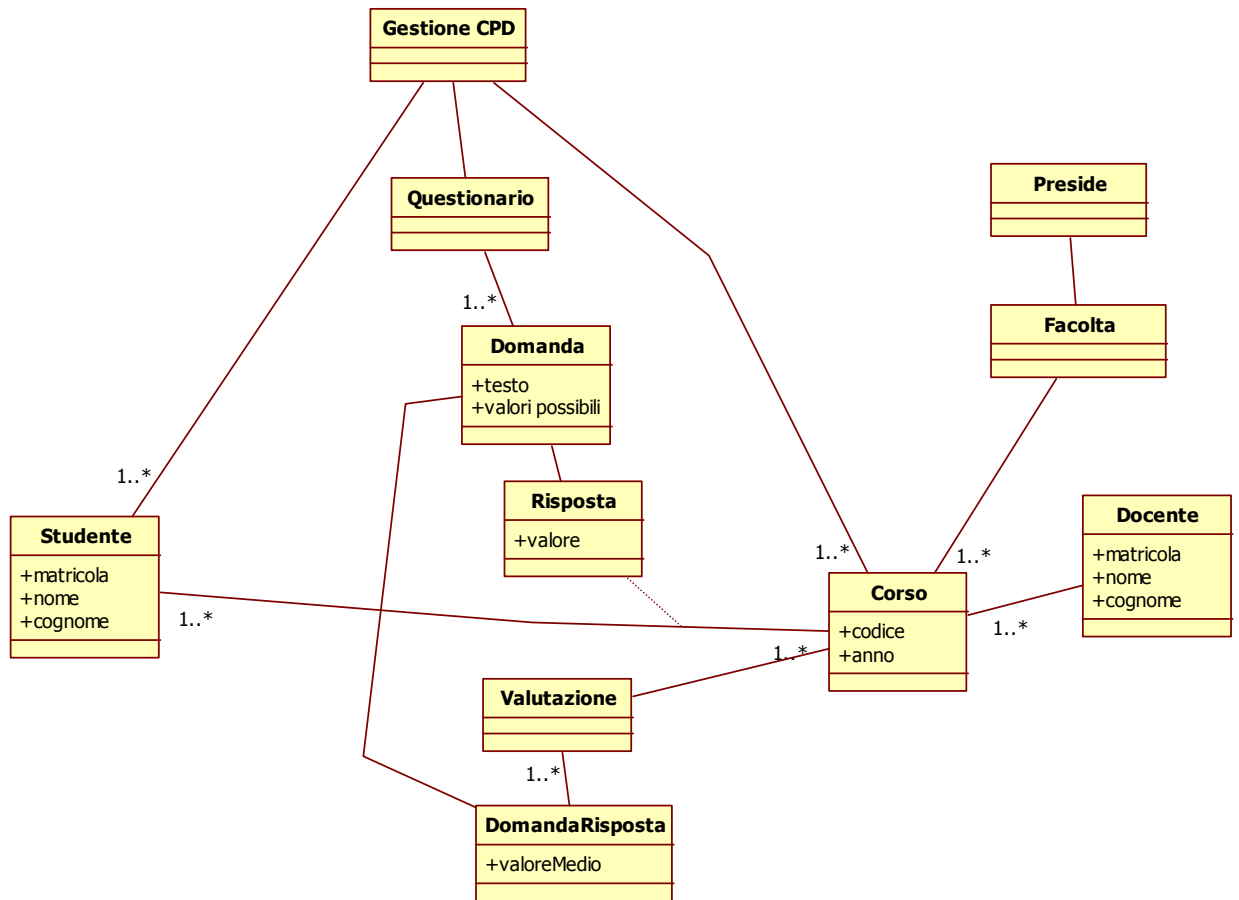 Gestione CPD
Questionario
Preside
1..*
Domanda
+testo
+valori possibili
Facolta
1..*
Risposta
+valore
Studente
+matricola
+nome
+cognome
1..*
1..*
1..*
Docente
+matricola
+nome
+cognome
1..*
Corso
+codice
+anno
1..*
Valutazione
1..*
DomandaRisposta
+valoreMedio